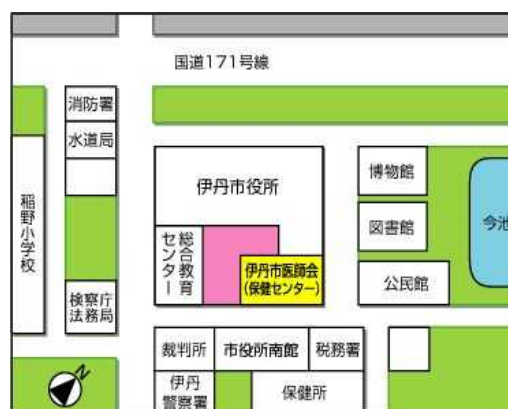 国道171号線
消防署
水道局
伊丹市役所
博物館
稲野小学校
図書館
今池
総合教育
センター
伊丹市医師会
(保健センター)
公民館
検察庁
法務局
裁判所
市役所南館
税務署
伊丹
警察署
保健所
N